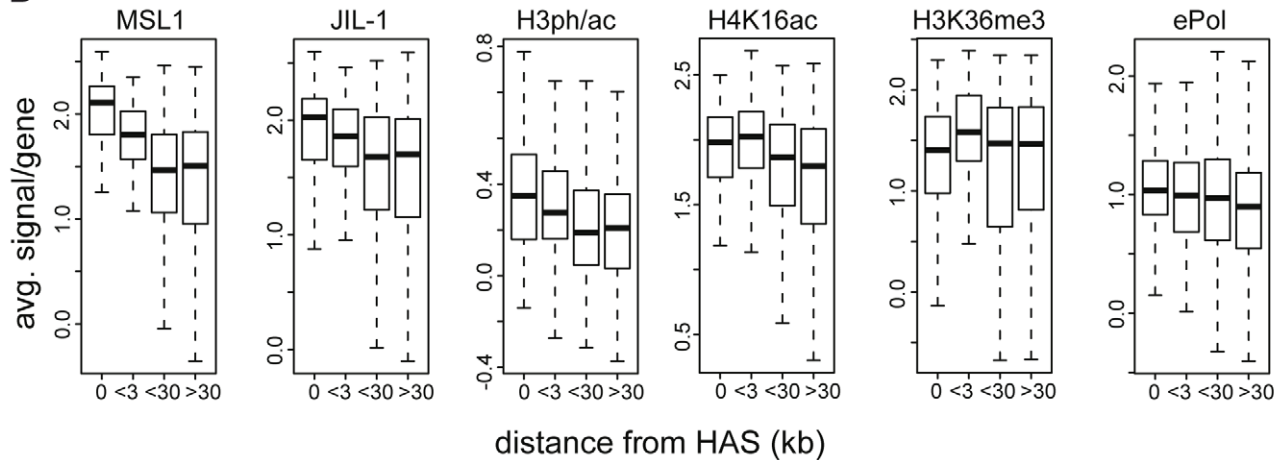 MSL1 JIL-1 H3ph/ac H4K16ac H3K36me3 ePol
avg. signal/gene
0.0 1.0 2.0
0.0 1.0 2.0
-0.4 0.0 0.4 0.8
0.5 1.5 2.5
0.0 1.0 2.0
0.0 1.0 2.0
0 <3 <30 >30 0 <3 <30 >30 0 <3 <30 >30 0 <3 <30 >30 0 <3 <30 >30 0 <3 <30 >30
distance from HAS (kb)